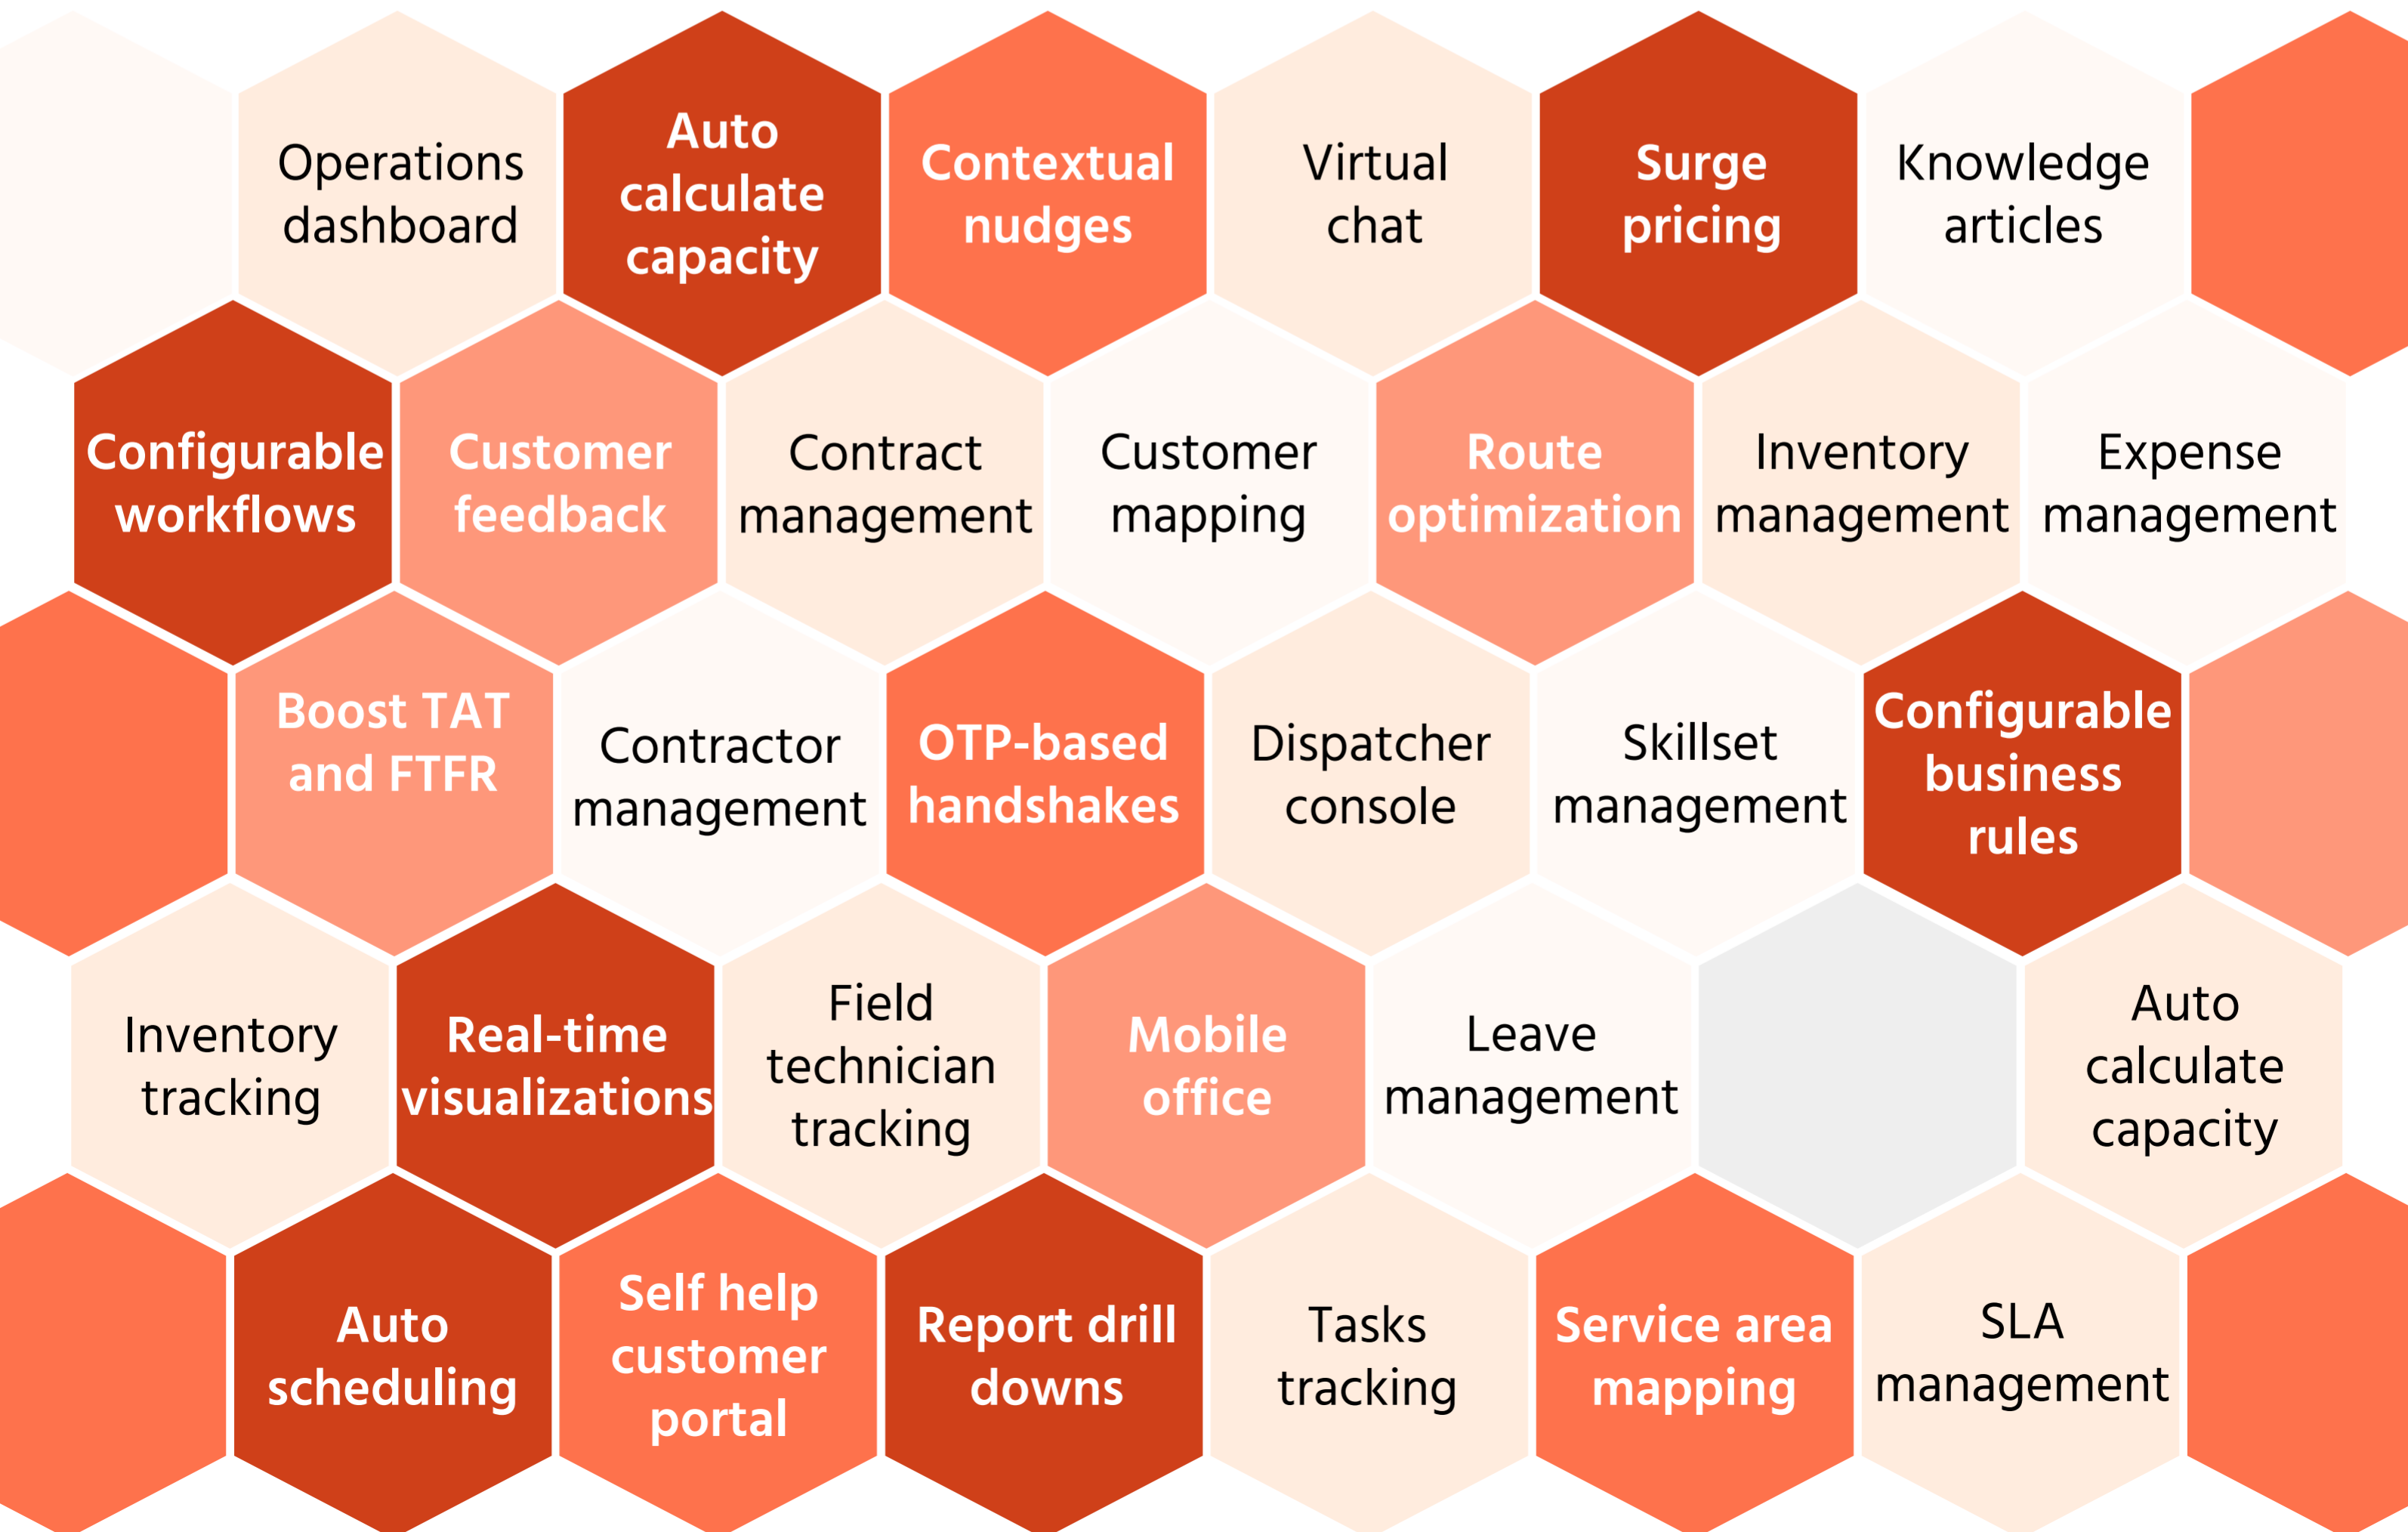 Operations
dashboard
Auto
calculate
capacity
Contextual
nudges
Virtual
chat
Surge
pricing
Knowledge
articles
Configurable
workflows
Customer
feedback
Contract
management
Customer
mapping
Route
optimization
Inventory
management
Expense
management
Boost TAT
and FTFR
Contractor
management
OTP-based
handshakes
Dispatcher
console
Skillset
management
Configurable
business
rules
Inventory
tracking
Real-time
visualizations
Field
technician
tracking
Mobile
office
Leave
management
Auto
calculate
capacity
Auto
scheduling
Self help
customer
portal
Report drill
downs
Tasks
tracking
Service area
mapping
SLA
management